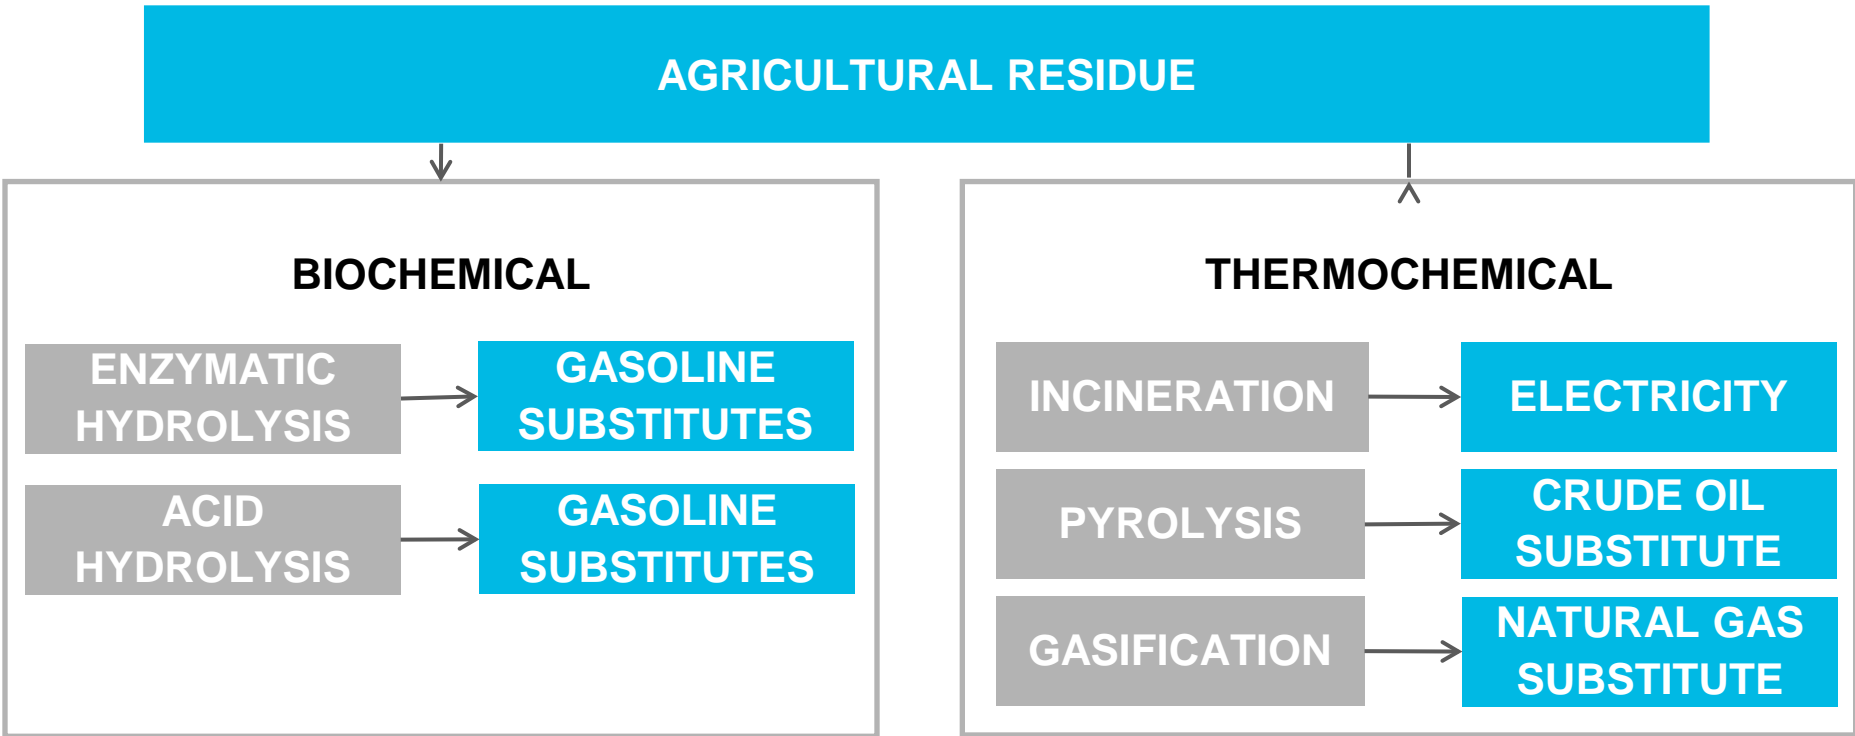 AGRICULTURAL RESIDUE
BIOCHEMICAL
ENZYMATIC
HYDROLYSIS
GASOLINE
SUBSTITUTES
ACID
HYDROLYSIS
GASOLINE
SUBSTITUTES
THERMOCHEMICAL
INCINERATION
ELECTRICITY
PYROLYSIS
CRUDE OIL
SUBSTITUTE
GASIFICATION
NATURAL GAS
SUBSTITUTE